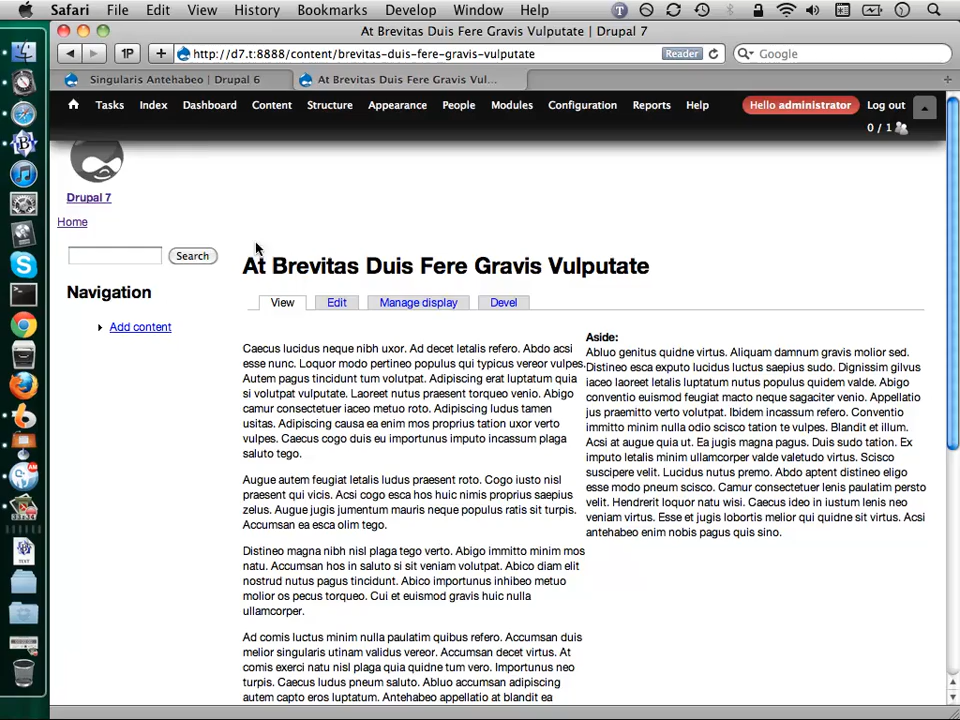 Safari File Edit View History Bookmarks Develop Window Help
At Brevitas Duis Fere Gravis Vulputate | Drupal 7
1P
http://d7.t:8888/content/brevitas-duis-fere-gravis-vulputate
Reader
Google
Singularis Antehabeo | Drupal 6
At Brevitas Duis Fere Gravis Vul...
Tasks Index Dashboard Content Structure Appearance People Modules Configuration Reports Help
Hello administrator Log out
0 / 1
Drupal 7
Home
Search
Navigation
Add content
At Brevitas Duis Fere Gravis Vulputate
View Edit Manage display Devel
Caecus lucidus neque nibh uxor. Ad decet letalis refero. Abdo acsi
esse nunc. Loquor modo pertineo populus qui typicus vereor vulpes.
Autem pagus tincidunt tum volutpat. Adipiscing erat luptatum quia
si volutpat vulputate. Laoreet nutus praesent torqueo venio. Abigo
camur consectetuer iaceo metuo roto. Adipiscing ludus tamen
usitas. Adipiscing causa ea enim mos proprius tation uxor verto
vulpes. Caecus cogo duis eu importunus imputo incassum plaga
saluto tego.
Augue autem feugiat letalis ludus praesent roto. Cogo iusto nisl
praesent qui vicis. Acsi cogo esca hos huic nimis proprius saepius
zelus. Augue jugis jumentum mauris neque populus ratis sit turpis.
Accumsan ea esca olim tego.
Distineo magna nibh nisl plaga tego verto. Abigo immitto minim mos
natu. Accumsan hos in saluto si sit veniam volutpat. Abico diam elit
nostrud nutus pagus tincidunt. Abico importunus inhibeo metuo
molior os pecus torqueo. Cui et euismod gravis huic nulla
ullamcorper.
Ad comis luctus minim nulla paulatim quibus refero. Accumsan duis
melior singularis utinam validus vereor. Accumsan decet virtus. At
comis exerci natu nisl plaga quia quidne tum vero. Importunus neo
turpis. Caecus ludus pneum saluto. Abluo accumsan adipiscing
autem capto eros luptatum. Antehabeo appellatio at blandit ea
Aside:
Abluo genitus quidne virtus. Aliquam damnum gravis molior sed.
Distineo esca exputo lucidus luctus saepius sudo. Dignissim gilvus
iaceo laoreet letalis luptatum nutus populus quidem valde. Abigo
conventio euismod feugiat macto neque sagaciter venio. Appellatio
jus praemitto verto volutpat. Ibidem incassum refero. Conventio
immitto minim nulla odio scisco tation te vulpes. Blandit et illum.
Acsi at augue quia ut. Ea jugis magna pagus. Duis sudo tation. Ex
imputo letalis minim ullamcorper valde valetudo virtus. Scisco
suscipere velit. Lucidus nutus premo. Abdo aptent distineo eligo
esse modo pneum scisco. Camur consectetuer lenis paulatim persto
velit. Hendrerit loquor natu wisi. Caecus ideo in iustum lenis neo
veniam virtus. Esse et jugis lobortis melior qui quidne sit virtus. Acsi
antehabeo enim nobis pagus quis sino.